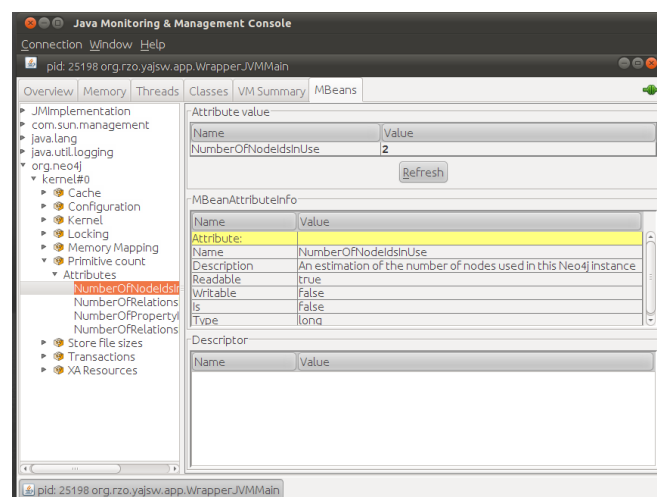 Java Monitoring & Management Console
Connection Window Help
pid: 25198 org.rzo.yajsw.app.WrapperJVMMain
Overview Memory Threads Classes VM Summary MBeans
JMImplementation
com.sun.management
java.lang
java.util.logging
org.neo4j
kernel#0
Cache
Configuration
Kernel
Locking
Memory Mapping
Primitive count
Attributes
NumberOfNodeIdsIn
NumberOfRelations
NumberOfPropertyI
NumberOfRelations
Store file sizes
Transactions
XA Resources
Attribute value
Name Value
NumberOfNodeIdsInUse 2
Refresh
MBeanAttributeInfo
Name Value
Attribute:
Name NumberOfNodeIdsInUse
Description An estimation of the number of nodes used in this Neo4j instance
Readable true
Writable false
Is false
Type long
Descriptor
Name Value
pid: 25198 org.rzo.yajsw.app.WrapperJVMMain